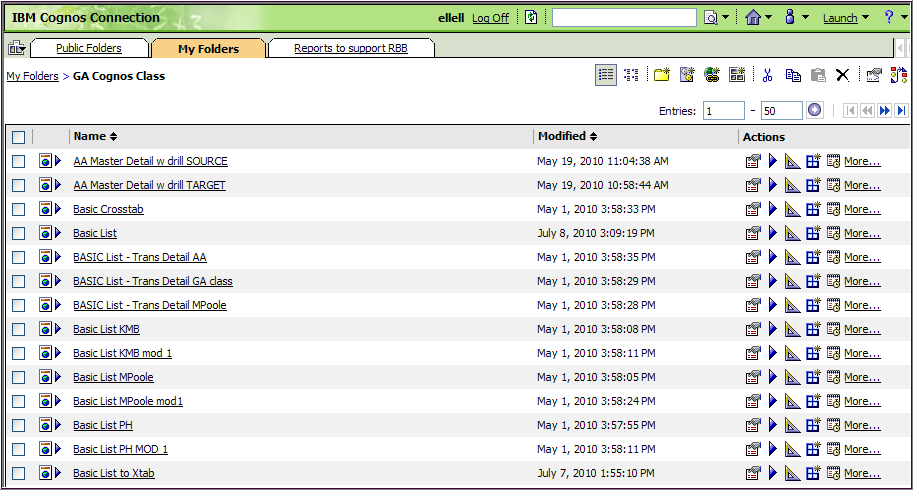 IBM Cognos Connection ellell Log Off Launch ?
Public Folders My Folders Reports to support RBB
My Folders > GA Cognos Class
Entries: 1 - 50
Name Modified Actions
AA Master Detail w drill SOURCE May 19, 2010 11:04:38 AM More...
AA Master Detail w drill TARGET May 19, 2010 10:58:44 AM More...
Basic Crosstab May 1, 2010 3:58:33 PM More...
Basic List July 8, 2010 3:09:19 PM More...
BASIC List - Trans Detail AA May 1, 2010 3:58:35 PM More...
BASIC List - Trans Detail GA class May 1, 2010 3:58:29 PM More...
BASIC List - Trans Detail MPoole May 1, 2010 3:58:28 PM More...
Basic List KMB May 1, 2010 3:58:08 PM More...
Basic List KMB mod 1 May 1, 2010 3:58:11 PM More...
Basic List MPoole May 1, 2010 3:58:05 PM More...
Basic List MPoole mod1 May 1, 2010 3:58:24 PM More...
Basic List PH May 1, 2010 3:57:55 PM More...
Basic List PH MOD 1 May 1, 2010 3:58:11 PM More...
Basic List to Xtab July 7, 2010 1:55:10 PM More...